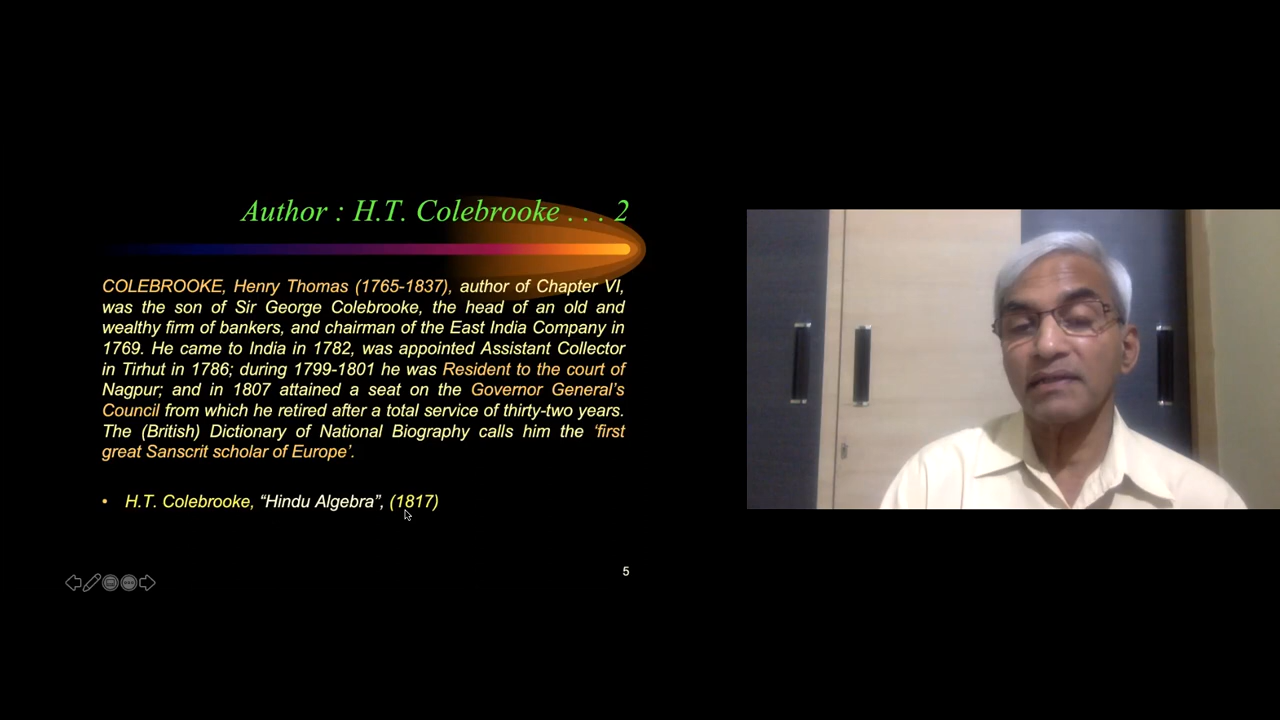 Author : H.T. Colebrooke . . . 2
COLEBROOKE, Henry Thomas (1765-1837), author of Chapter VI,
was the son of Sir George Colebrooke, the head of an old and
wealthy firm of bankers, and chairman of the East India Company in
1769. He came to India in 1782, was appointed Assistant Collector
in Tirhut in 1786; during 1799-1801 he was Resident to the court of
Nagpur; and in 1807 attained a seat on the Governor General's
Council from which he retired after a total service of thirty-two years.
The (British) Dictionary of National Biography calls him the ‘first
great Sanscrit scholar of Europe’.
• H.T. Colebrooke, “Hindu Algebra”, (1817)
5